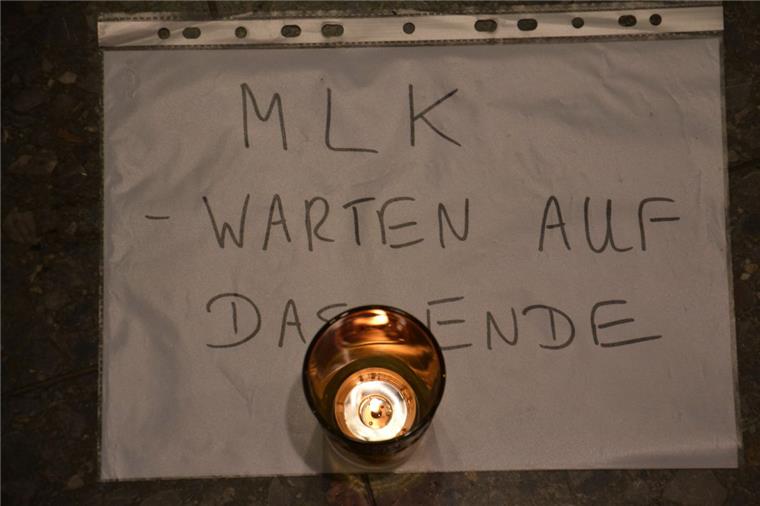 MLK
- WARTEN AUF
DAS ENDE